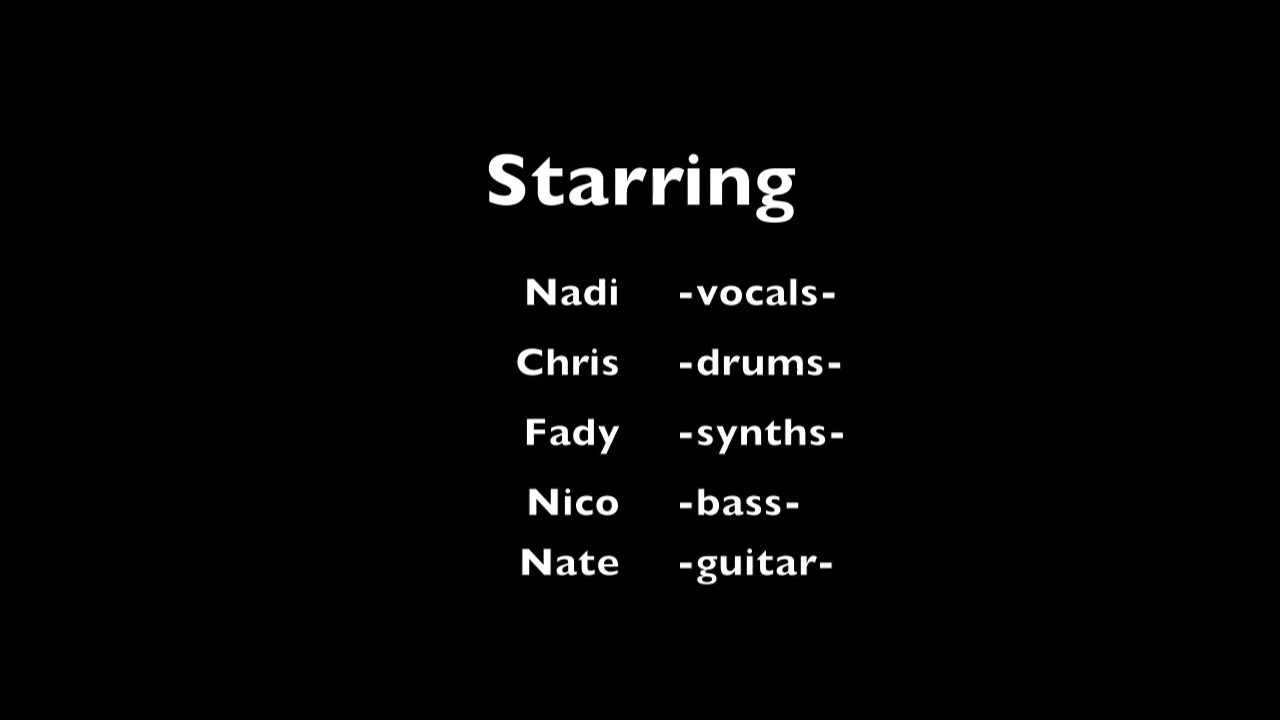 Starring
Nadi -vocals-
Chris -drums-
Fady -synths-
Nico -bass-
Nate -guitar-